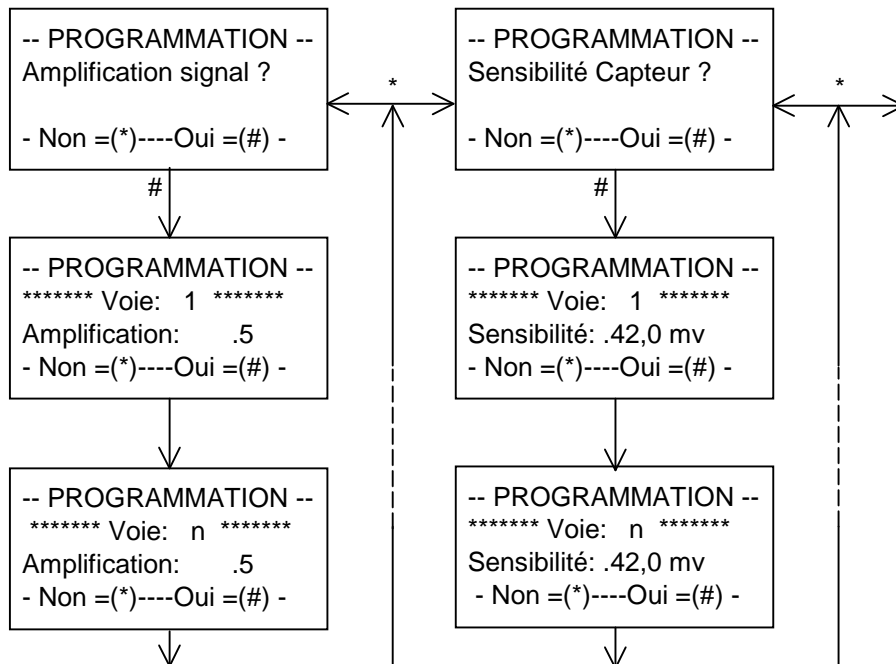 -- PROGRAMMATION --
Amplification signal ?
- Non =(*)----Oui =(#) -
*
-- PROGRAMMATION --
Sensibilité Capteur ?
- Non =(*)----Oui =(#) -
*
#
#
-- PROGRAMMATION --
******* Voie: 1 *******
Amplification: .5
- Non =(*)----Oui =(#) -
-- PROGRAMMATION --
******* Voie: 1 *******
Sensibilité: .42,0 mv
- Non =(*)----Oui =(#) -
-- PROGRAMMATION --
******* Voie: n *******
Amplification: .5
- Non =(*)----Oui =(#) -
-- PROGRAMMATION --
******* Voie: n *******
Sensibilité: .42,0 mv
- Non =(*)----Oui =(#) -